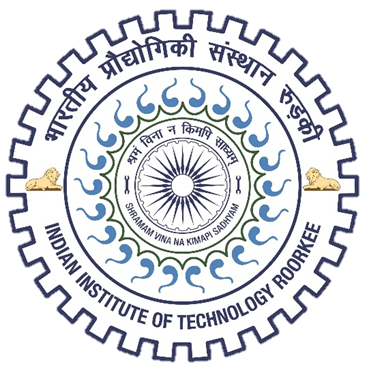 भारतीय प्रौद्योगिकी संस्थान रुड़की
श्रमं विना न किमपि साध्यम्
SHRAMAM VINA NA KIMAPI SADHYAM
INDIAN INSTITUTE OF TECHNOLOGY ROORKEE